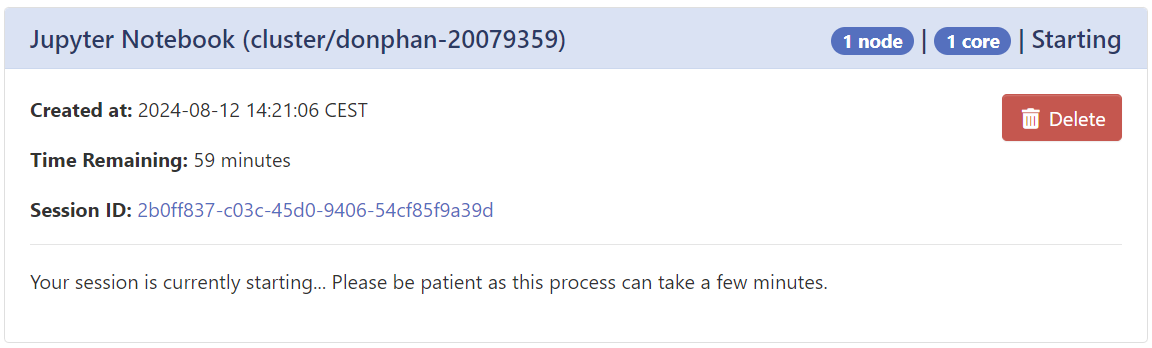 Jupyter Notebook (cluster/donphan-20079359)
1 node | 1 core | Starting
Created at: 2024-08-12 14:21:06 CEST
Delete
Time Remaining: 59 minutes
Session ID: 2b0ff837-c03c-45d0-9406-54cf85f9a39d
Your session is currently starting... Please be patient as this process can take a few minutes.